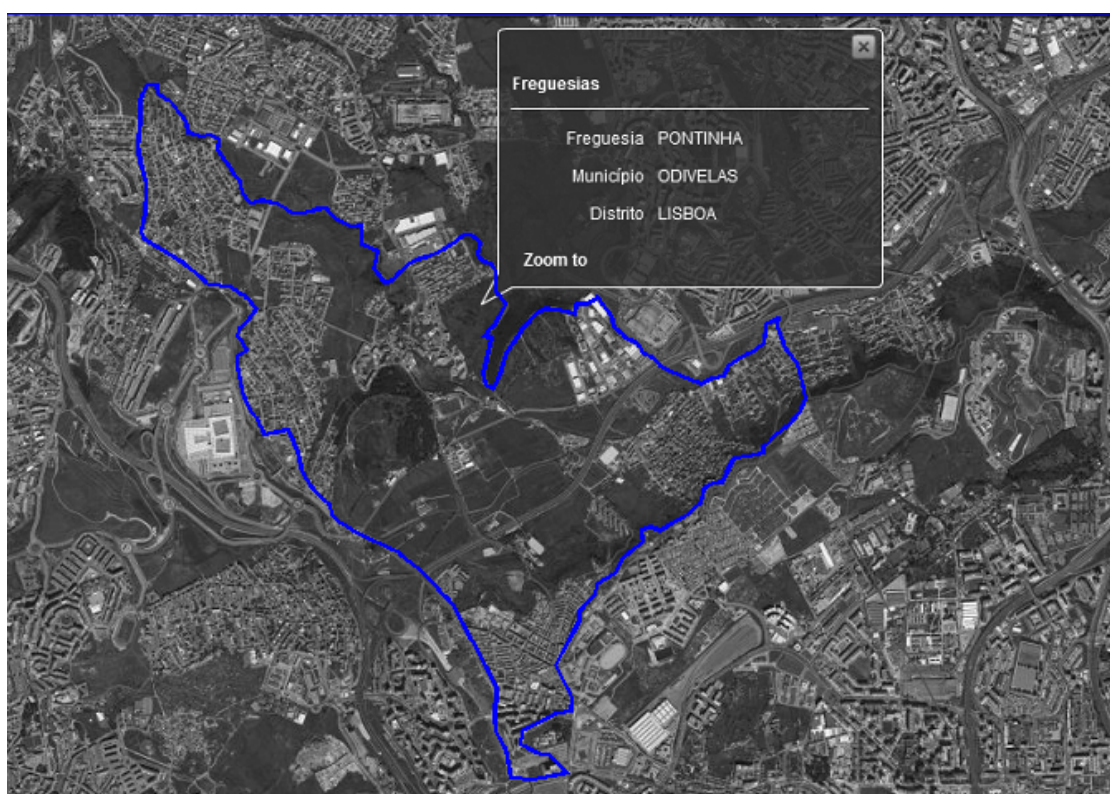 Freguesias
Freguesia PONTINHA
Município ODIVELAS
Distrito LISBOA
Zoom to